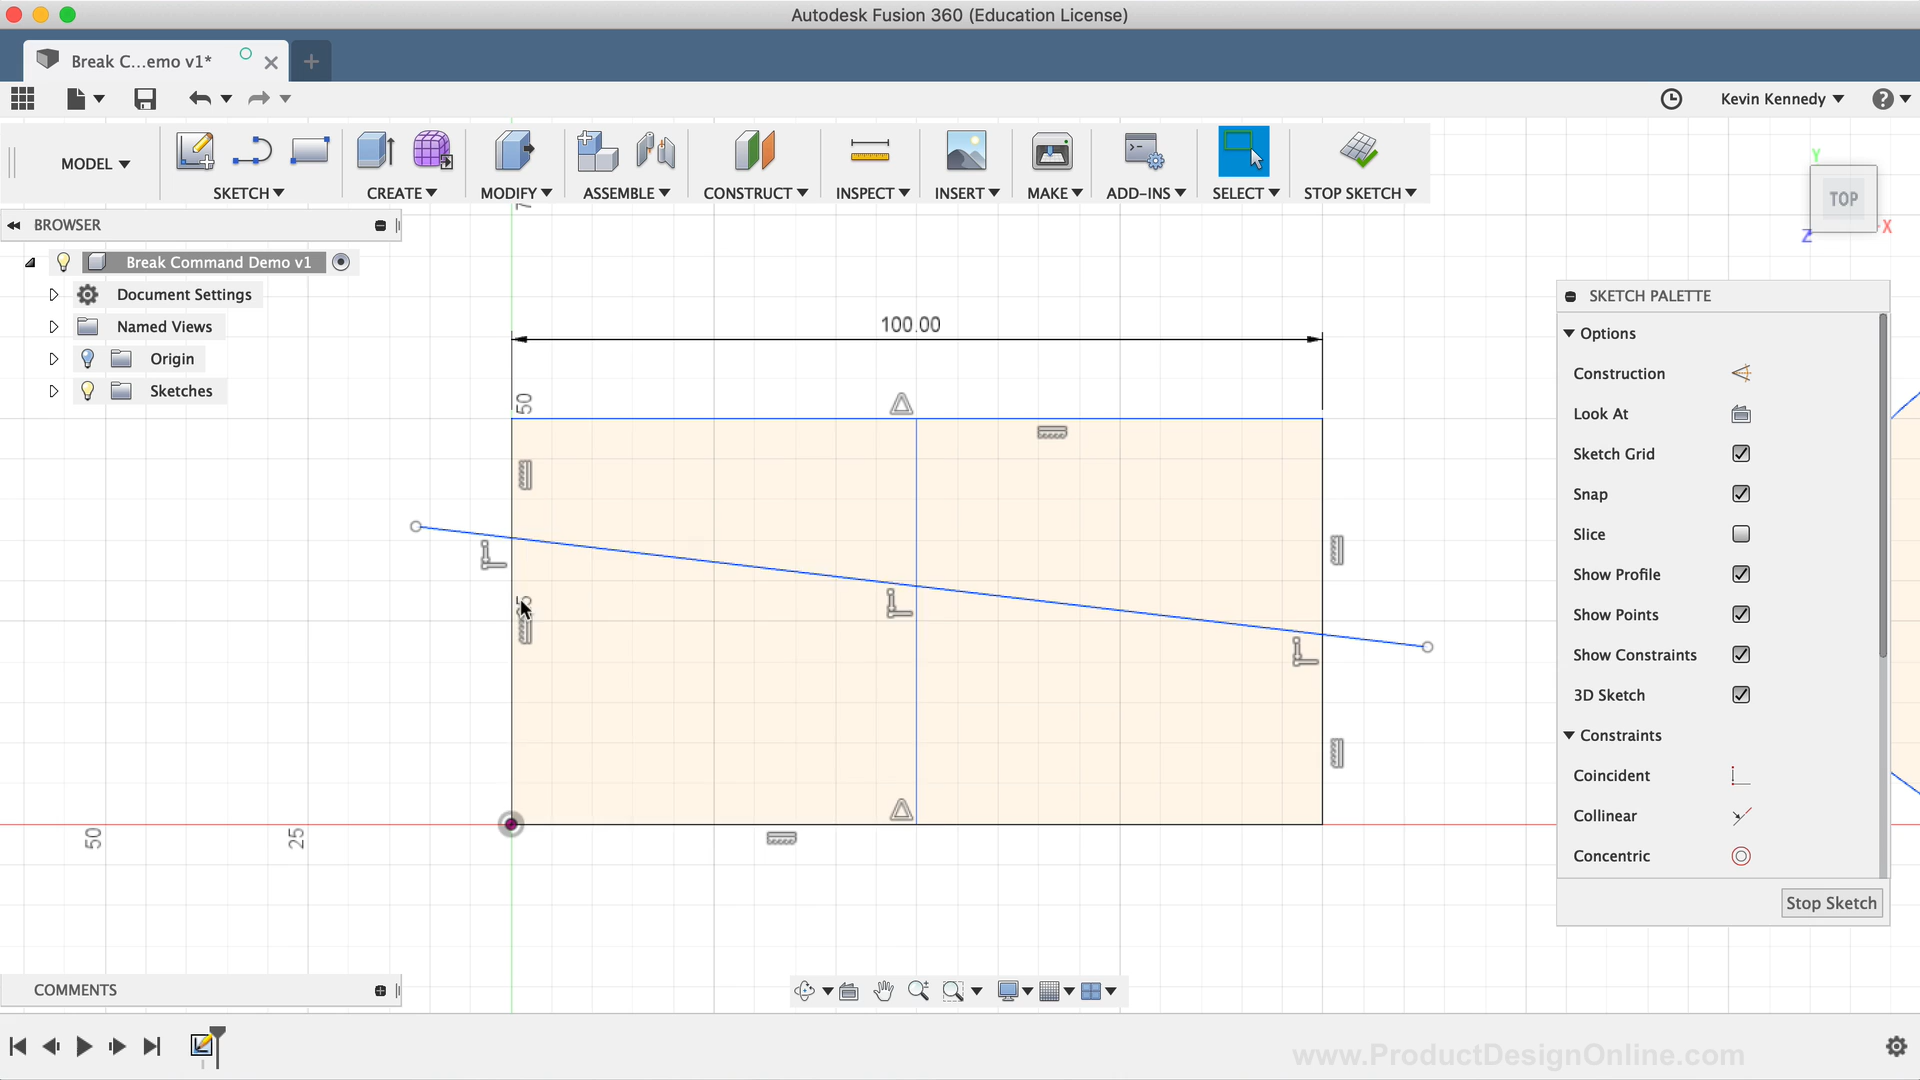 Autodesk Fusion 360 (Education License)
Break C...emo v1*
Kevin Kennedy
MODEL
SKETCH
CREATE
MODIFY
ASSEMBLE
CONSTRUCT
INSPECT
INSERT
MAKE
ADD-INS
SELECT
STOP SKETCH
Y
TOP
X
Z
BROWSER
Break Command Demo v1
Document Settings
Named Views
Origin
Sketches
100.00
50
50
25
SKETCH PALETTE
Options
Construction
Look At
Sketch Grid
Snap
Slice
Show Profile
Show Points
Show Constraints
3D Sketch
Constraints
Coincident
Collinear
Concentric
Stop Sketch
COMMENTS
www.ProductDesignOnline.com